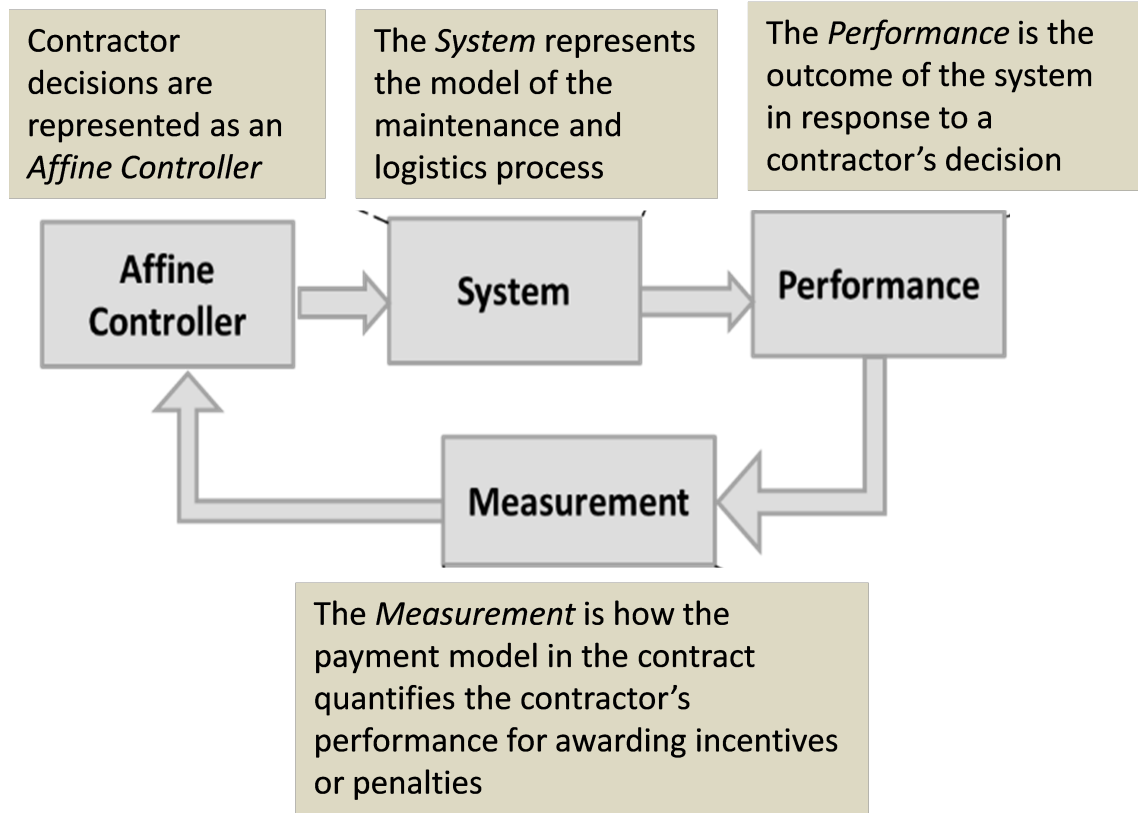 Contractor
decisions are
represented as an
Affine Controller
The System represents
the model of the
maintenance and
logistics process
The Performance is the
outcome of the system
in response to a
contractor’s decision
Affine
Controller
System
Performance
Measurement
The Measurement is how the
payment model in the contract
quantifies the contractor’s
performance for awarding incentives
or penalties